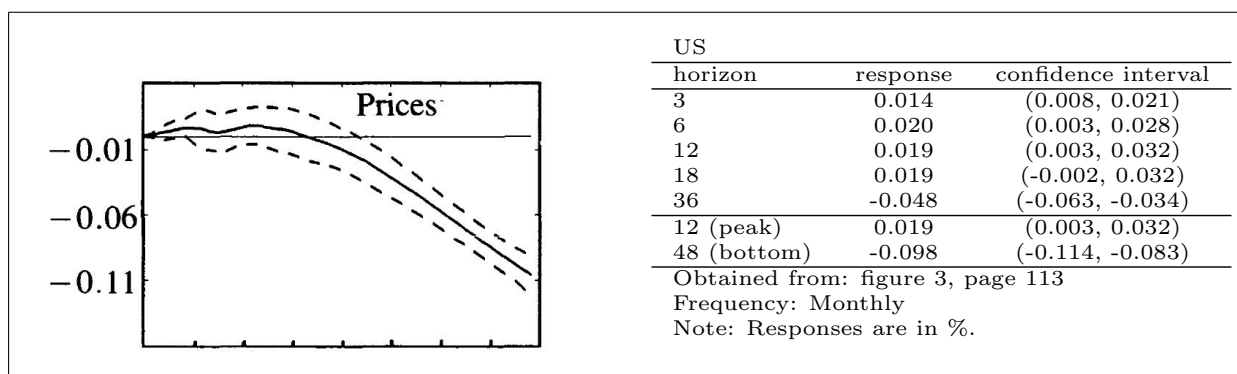 Prices
−0.01
−0.06
−0.11
US
horizon response confidence interval
3 0.014 (0.008, 0.021)
6 0.020 (0.003, 0.028)
12 0.019 (0.003, 0.032)
18 0.019 (-0.002, 0.032)
36 -0.048 (-0.063, -0.034)
12 (peak) 0.019 (0.003, 0.032)
48 (bottom) -0.098 (-0.114, -0.083)
Obtained from: figure 3, page 113
Frequency: Monthly
Note: Responses are in %.